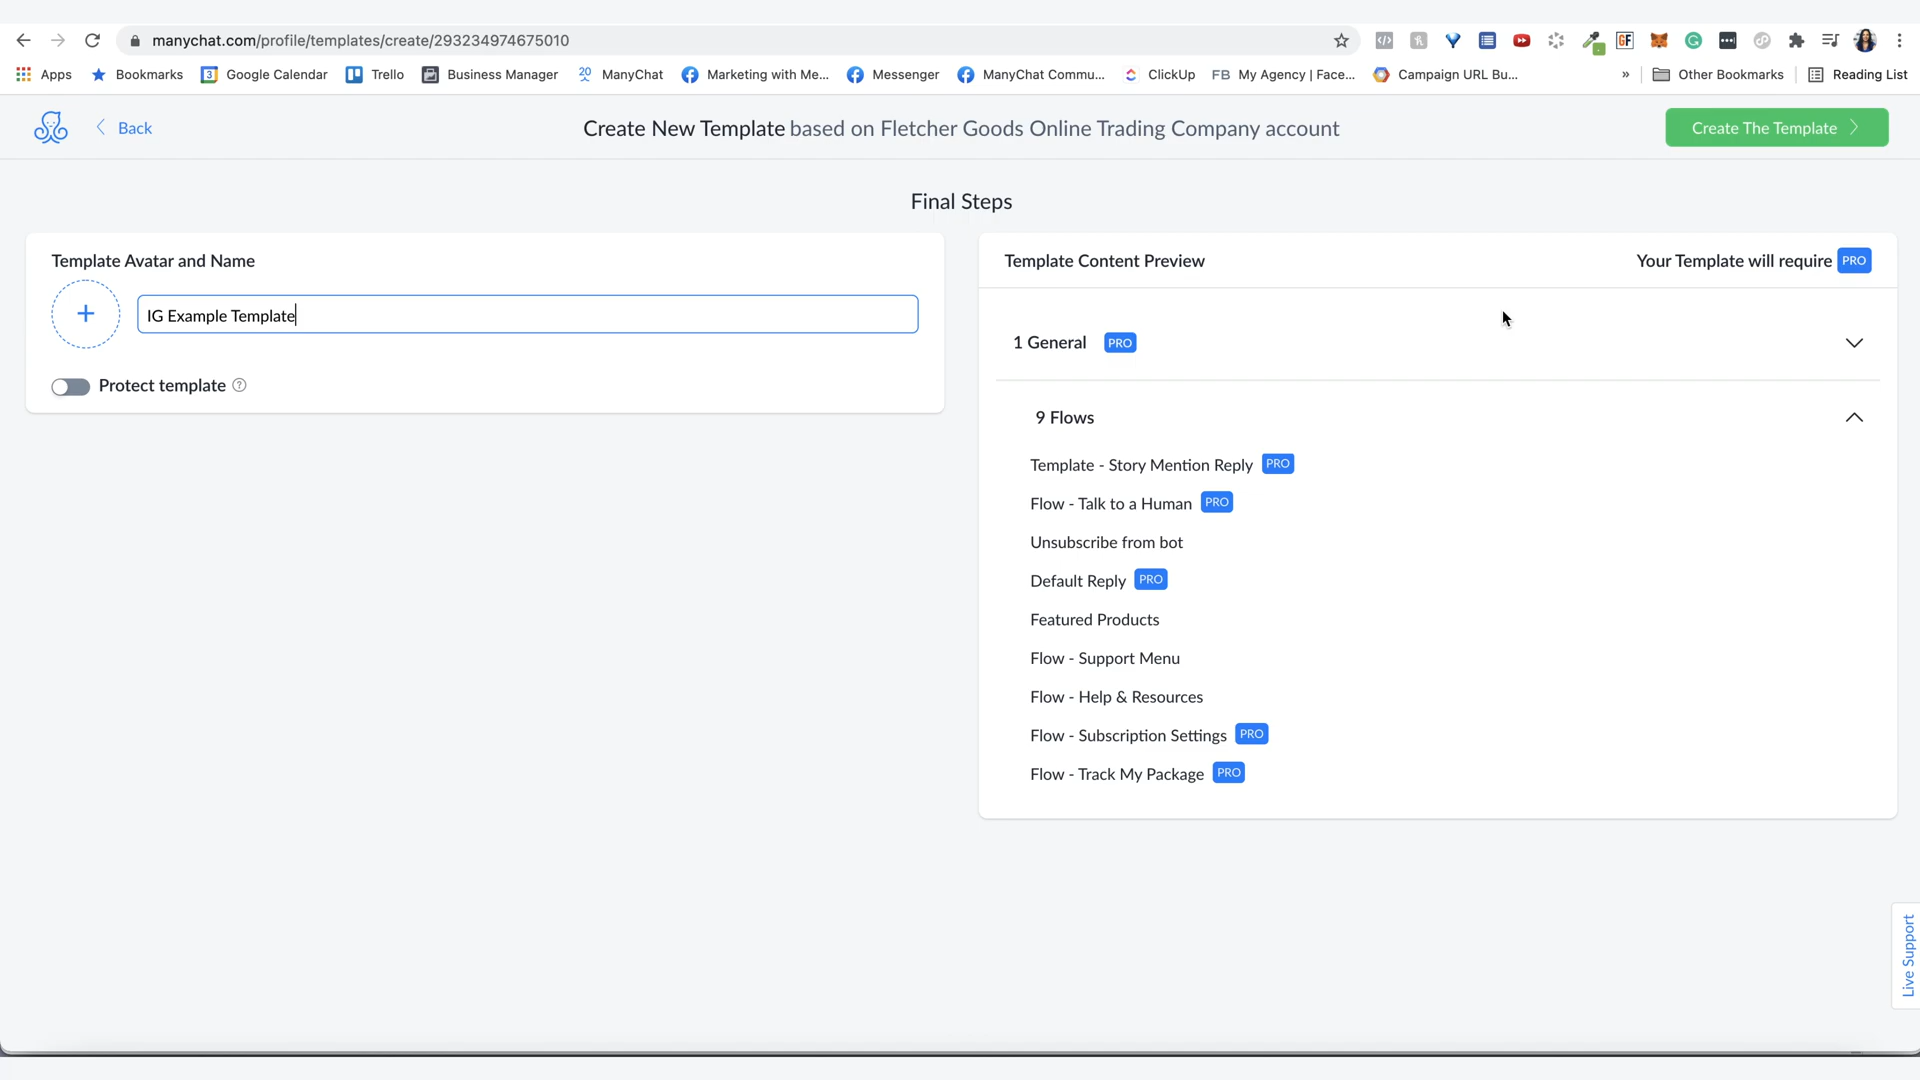 manychat.com/profile/templates/create/293234974675010
GF
Apps Bookmarks 3 Google Calendar Trello Business Manager 20 ManyChat Marketing with Me... Messenger ManyChat Commu... ClickUp FB My Agency | Face... Campaign URL Bu... » Other Bookmarks Reading List
Back
Create New Template based on Fletcher Goods Online Trading Company account
Create The Template
Final Steps
Template Avatar and Name
IG Example Template
Protect template ?
Template Content Preview
Your Template will require PRO
1 General PRO
9 Flows
Template - Story Mention Reply PRO
Flow - Talk to a Human PRO
Unsubscribe from bot
Default Reply PRO
Featured Products
Flow - Support Menu
Flow - Help & Resources
Flow - Subscription Settings PRO
Flow - Track My Package PRO
Live Support